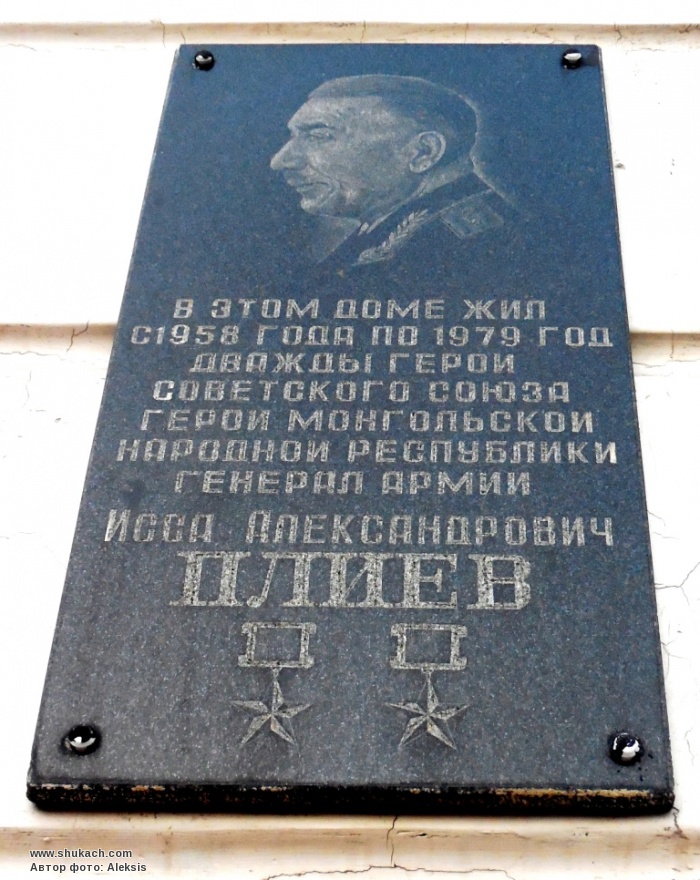 В ЭТОМ ДОМЕ ЖИЛ
С 1958 ГОДА ПО 1979 ГОД
ДВАЖДЫ ГЕРОЙ
СОВЕТСКОГО СОЮЗА
ГЕРОЙ МОНГОЛЬСКОЙ
НАРОДНОЙ РЕСПУБЛИКИ
ГЕНЕРАЛ АРМИИ
ИССА АЛЕКСАНДРОВИЧ
ПЛИЕВ
www.shukach.com
Автор фото: Aleksis